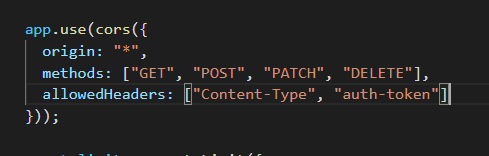 app.use(cors({
  origin: "*",
  methods: ["GET", "POST", "PATCH", "DELETE"],
  allowedHeaders: ["Content-Type", "auth-token"]
}));